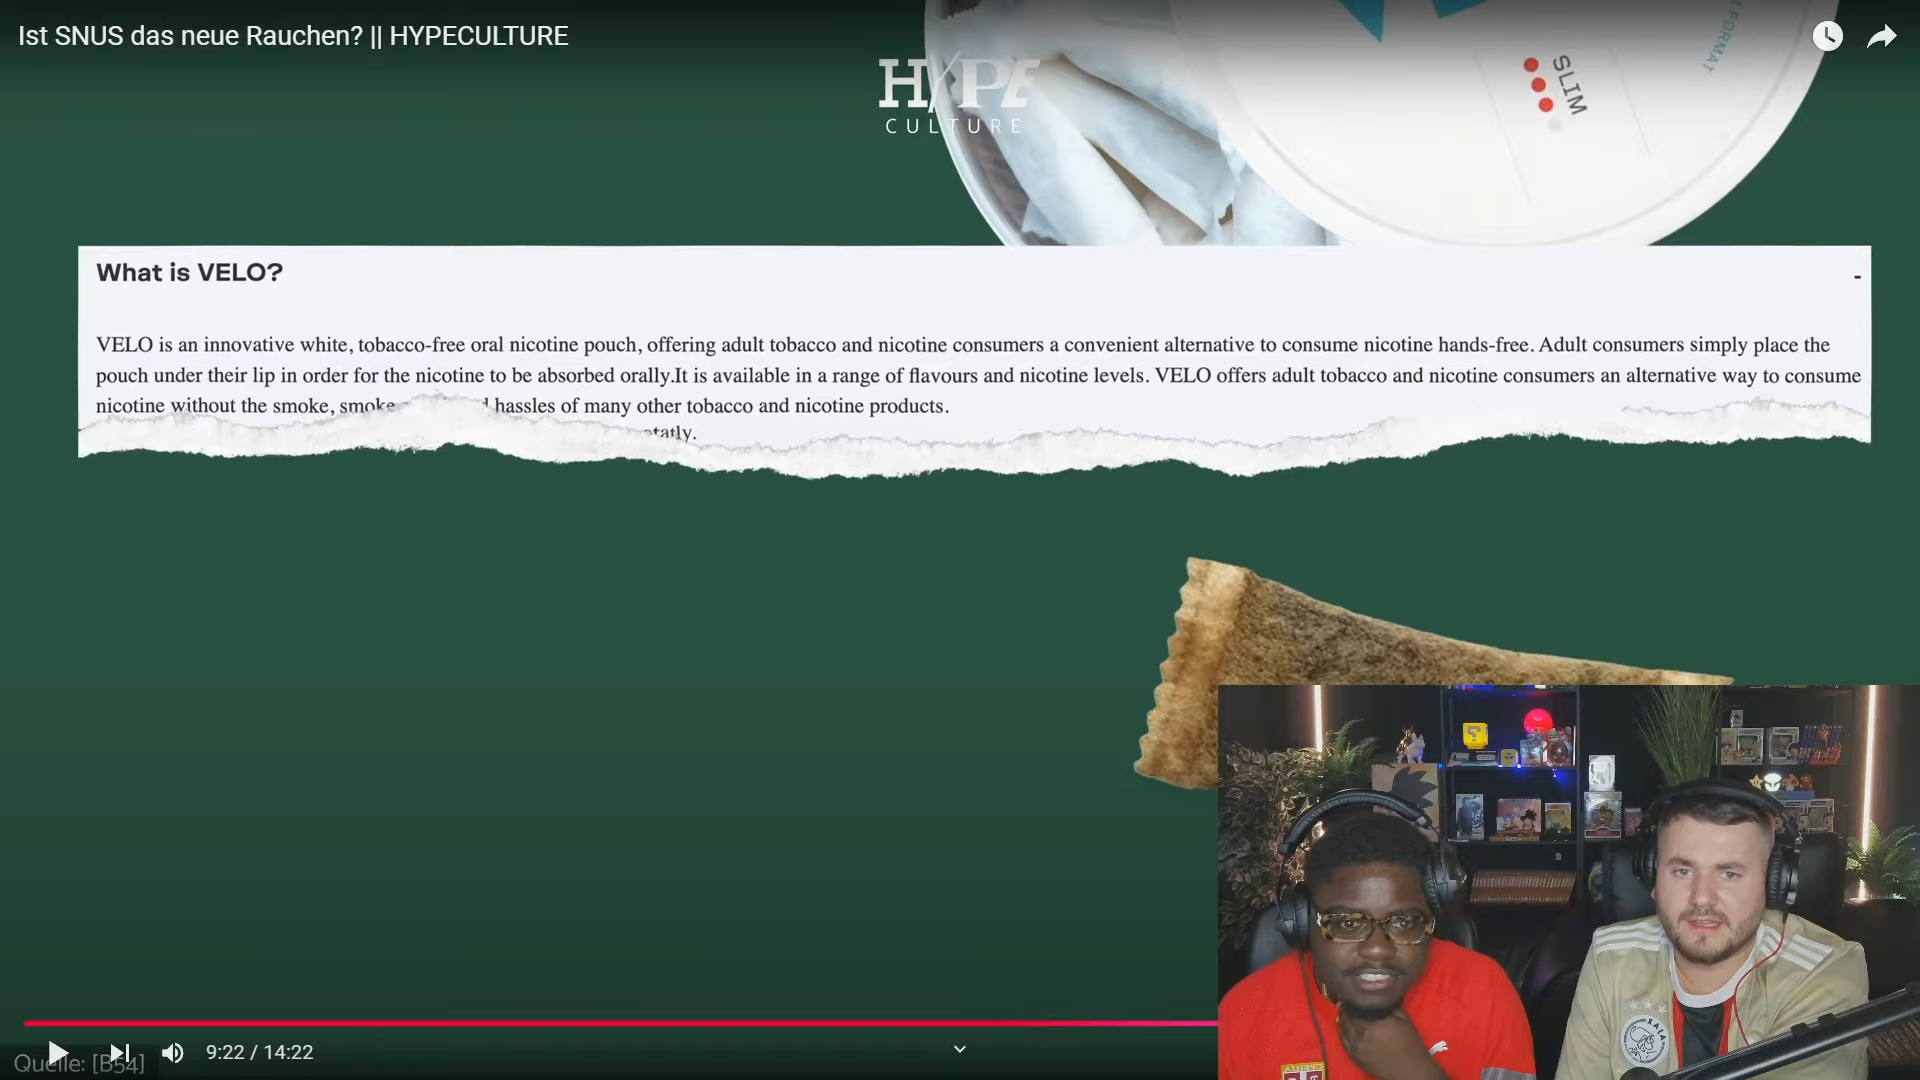 Ist SNUS das neue Rauchen? || HYPECULTURE
HYPE
CULTURE
SLIM
FORMAT
What is VELO?
-
VELO is an innovative white, tobacco-free oral nicotine pouch, offering adult tobacco and nicotine consumers a convenient alternative to consume nicotine hands-free. Adult consumers simply place the
pouch under their lip in order for the nicotine to be absorbed orally.It is available in a range of flavours and nicotine levels. VELO offers adult tobacco and nicotine consumers an alternative way to consume
nicotine without the smoke, smoke hassles of many other tobacco and nicotine products.
9:22 / 14:22
Quelle: [B54]